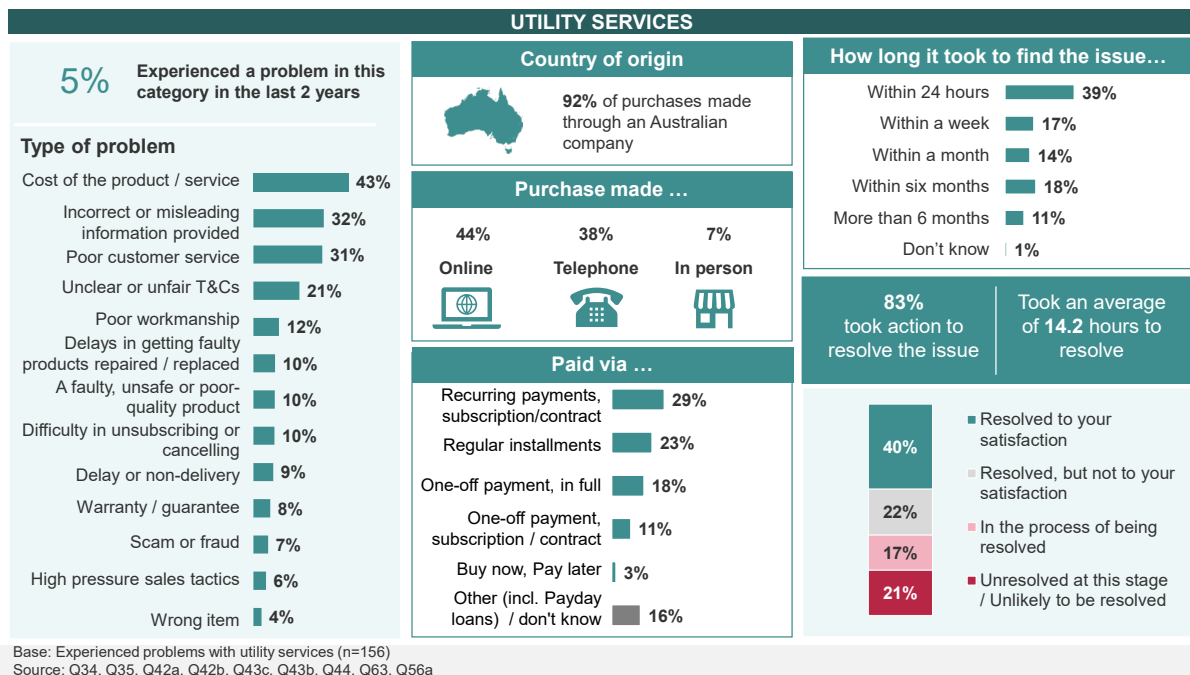 UTILITY SERVICES
5%
Experienced a problem in this
category in the last 2 years
Type of problem
Cost of the product / service 43%
Incorrect or misleading
information provided 32%
Poor customer service 31%
Unclear or unfair T&Cs 21%
Poor workmanship 12%
Delays in getting faulty
products repaired / replaced 10%
A faulty, unsafe or poor-
quality product 10%
Difficulty in unsubscribing or
cancelling 10%
Delay or non-delivery 9%
Warranty / guarantee 8%
Scam or fraud 7%
High pressure sales tactics 6%
Wrong item 4%
Country of origin
92% of purchases made
through an Australian
company
Purchase made …
44% 38% 7%
Online Telephone In person
Paid via …
Recurring payments,
subscription/contract 29%
Regular installments 23%
One-off payment, in full 18%
One-off payment,
subscription / contract 11%
Buy now, Pay later 3%
Other (incl. Payday
loans) / don't know 16%
How long it took to find the issue…
Within 24 hours 39%
Within a week 17%
Within a month 14%
Within six months 18%
More than 6 months 11%
Don’t know 1%
83%
took action to
resolve the issue
Took an average
of 14.2 hours to
resolve
40%
22%
17%
21%
Resolved to your
satisfaction
Resolved, but not to your
satisfaction
In the process of being
resolved
Unresolved at this stage
/ Unlikely to be resolved
Base: Experienced problems with utility services (n=156)
Source: Q34, Q35, Q42a, Q42b, Q43c, Q43b, Q44, Q63, Q56a